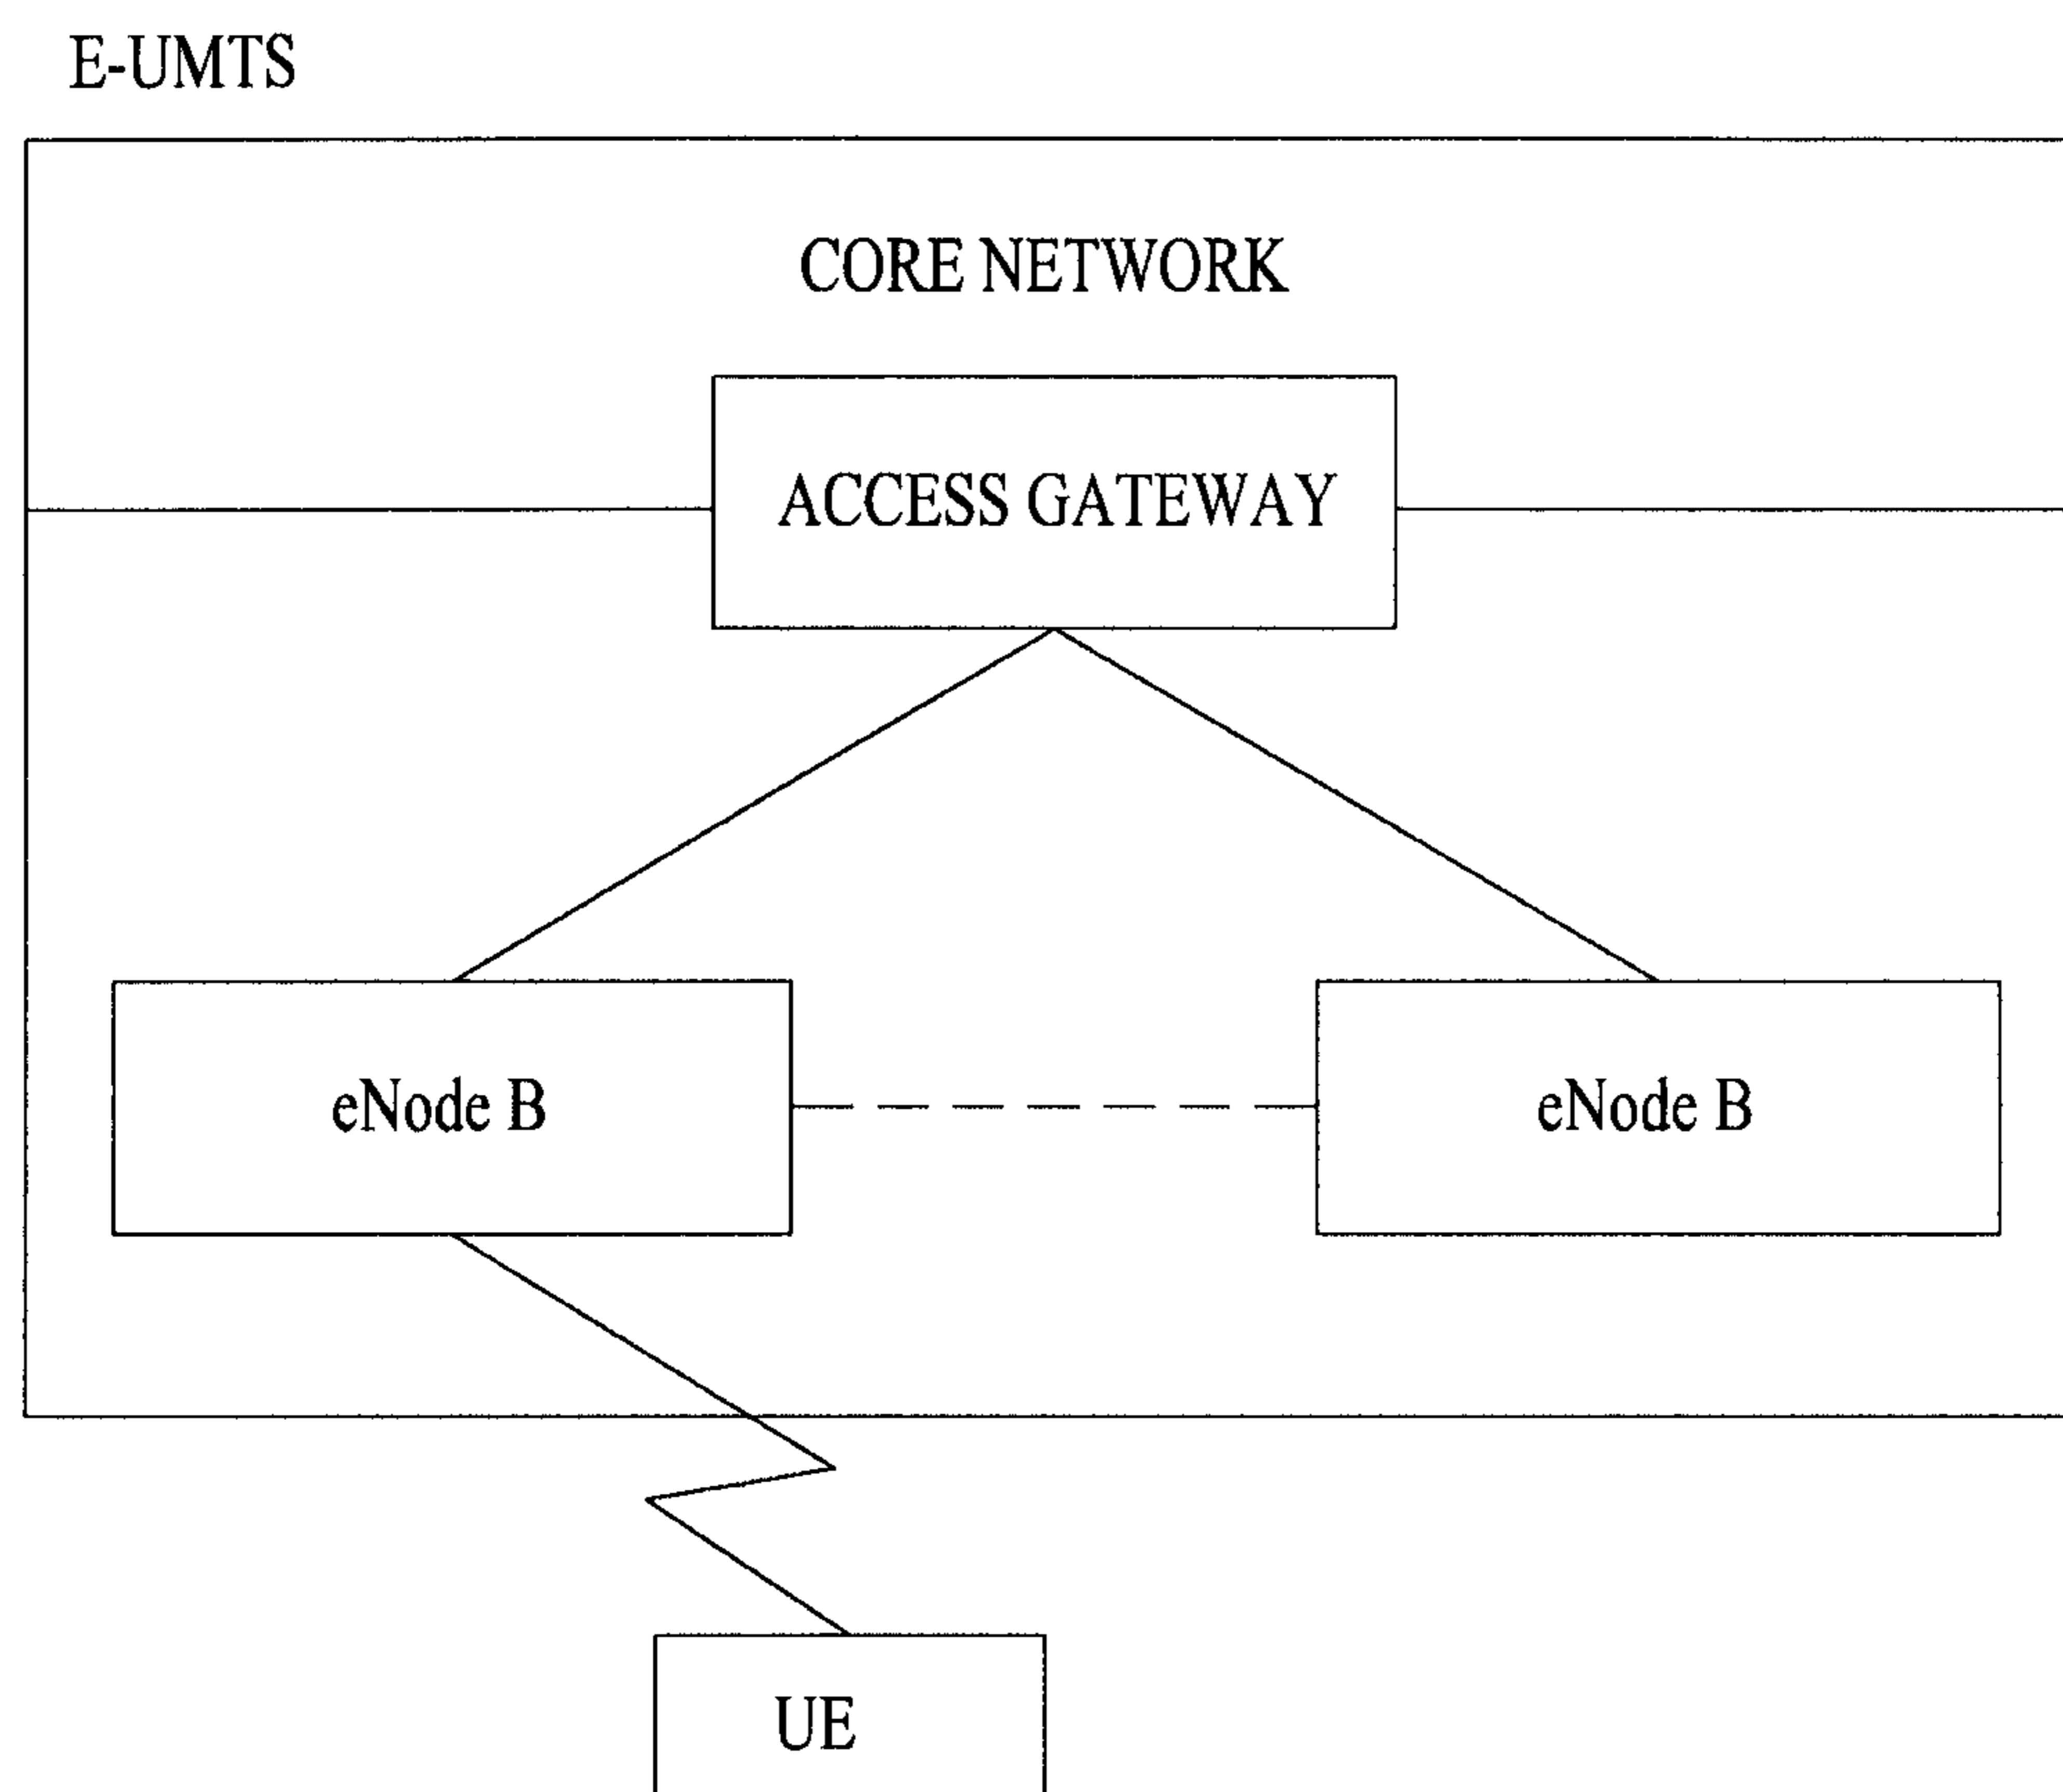 E-UMTS
CORE NETWORK
ACCESS GATEWAY
eNode B
eNode B
UE